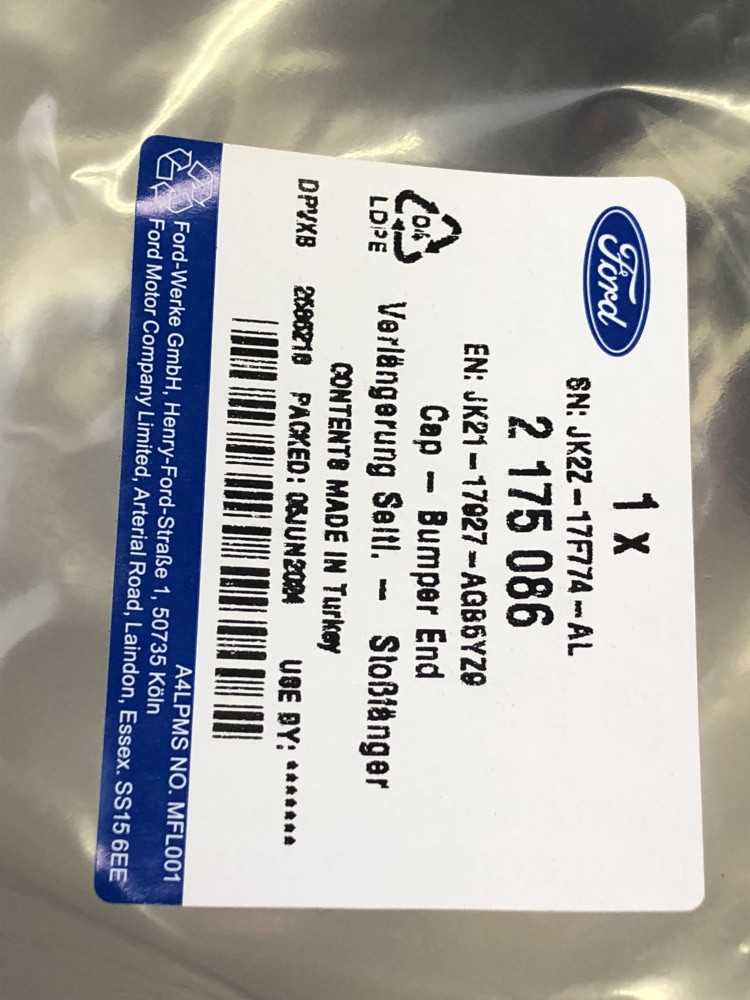 Ford
1 x
SN: JK2Z-17F774-AL
2 175 086
EN: JK21-17927-AGB5YZ9
Cap - Bumper End
04
LDPE
Verlängerung Seitl. - Stoßfänger
CONTENTS MADE IN Turkey
DPVXB PACKED: USE BY: ********
A4LPMS NO. MFL001
Ford-Werke GmbH, Henry-Ford-Straße 1, 50735 Köln
Ford Motor Company Limited, Arterial Road, Laindon, Essex. SS15 6EE